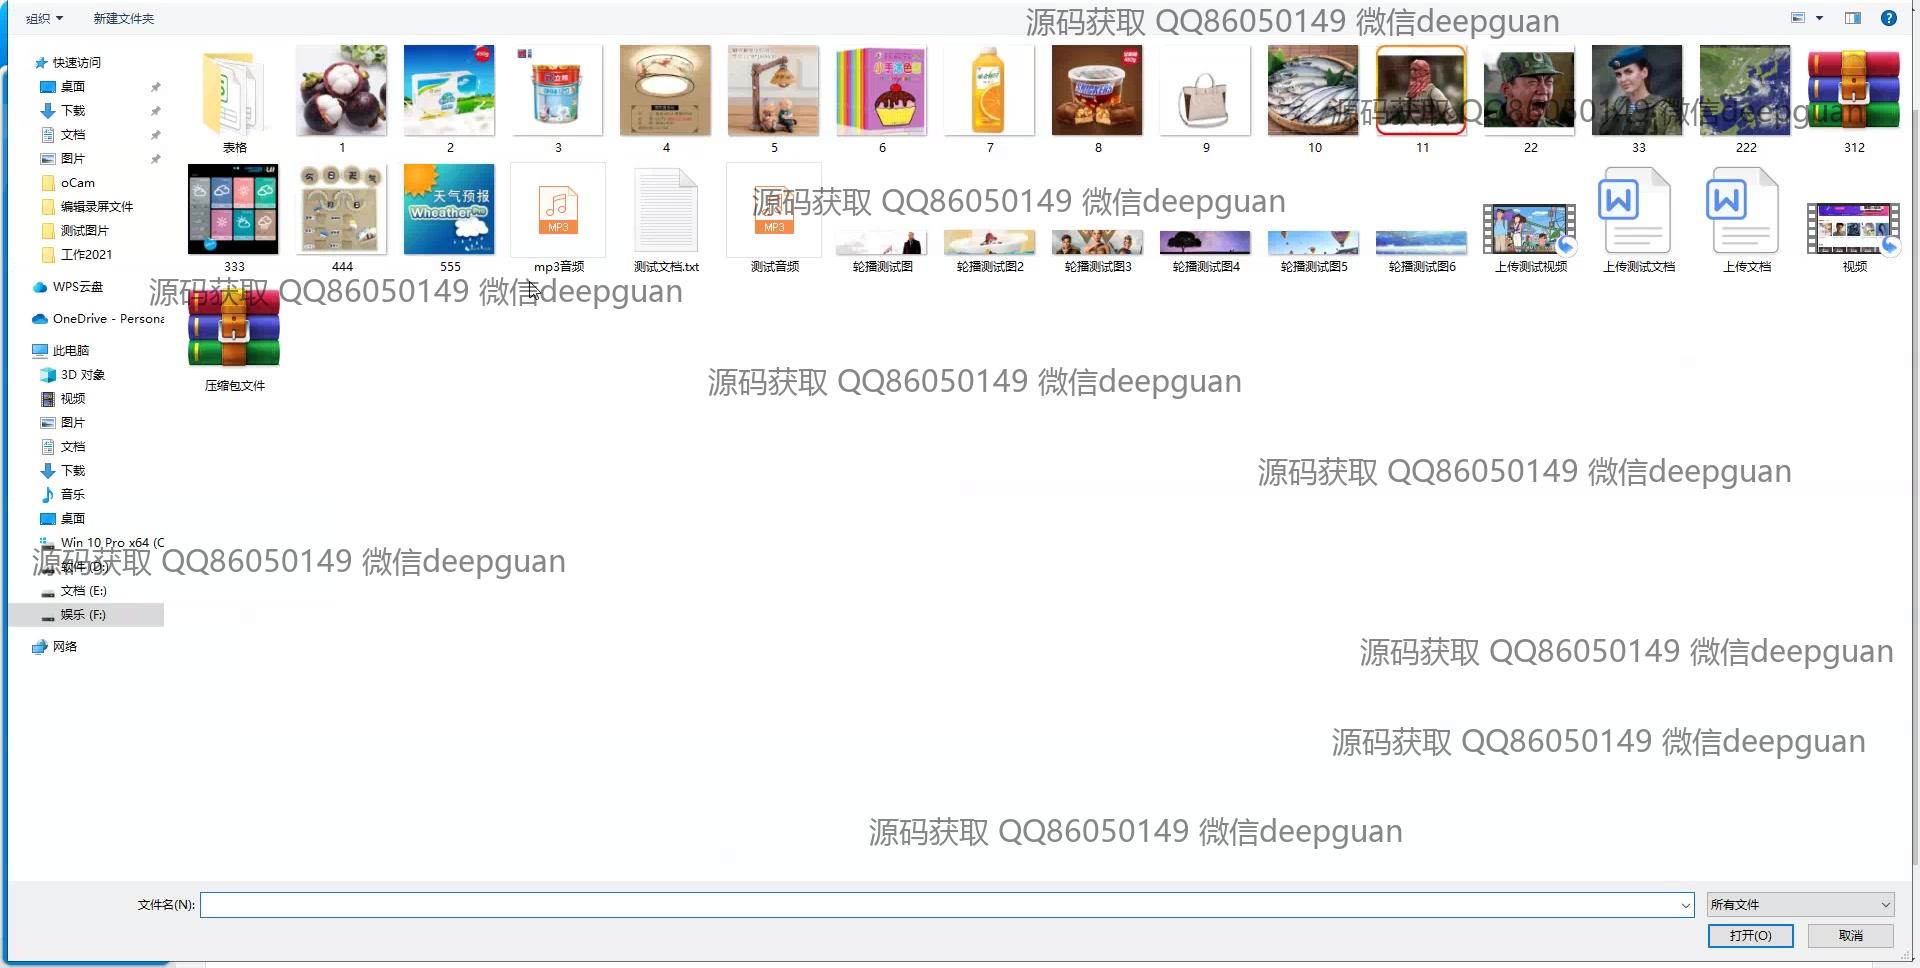 组织
新建文件夹
源码获取 QQ86050149 微信deepguan
快速访问
桌面
下载
文档
图片
oCam
编辑录屏文件
测试图片
工作2021
WPS云盘
OneDrive - Persona
此电脑
3D 对象
视频
图片
文档
下载
音乐
桌面
Win 10 Pro x64 (C
软件 (D:)
文档 (E:)
娱乐 (F:)
网络
表格
1
2
3
4
5
6
7
8
9
10
11
22
33
222
312
源码获取 QQ86050149 微信deepguan
天气预报
Wheather
MP3
MP3
源码获取 QQ86050149 微信deepguan
333
444
555
mp3音频
测试文档.txt
测试音频
轮播测试图
轮播测试图2
轮播测试图3
轮播测试图4
轮播测试图5
轮播测试图6
上传测试视频
上传测试文档
上传文档
视频
源码获取 QQ86050149 微信deepguan
压缩包文件
源码获取 QQ86050149 微信deepguan
源码获取 QQ86050149 微信deepguan
源码获取 QQ86050149 微信deepguan
源码获取 QQ86050149 微信deepguan
源码获取 QQ86050149 微信deepguan
源码获取 QQ86050149 微信deepguan
文件名(N):
所有文件
打开(O)
取消